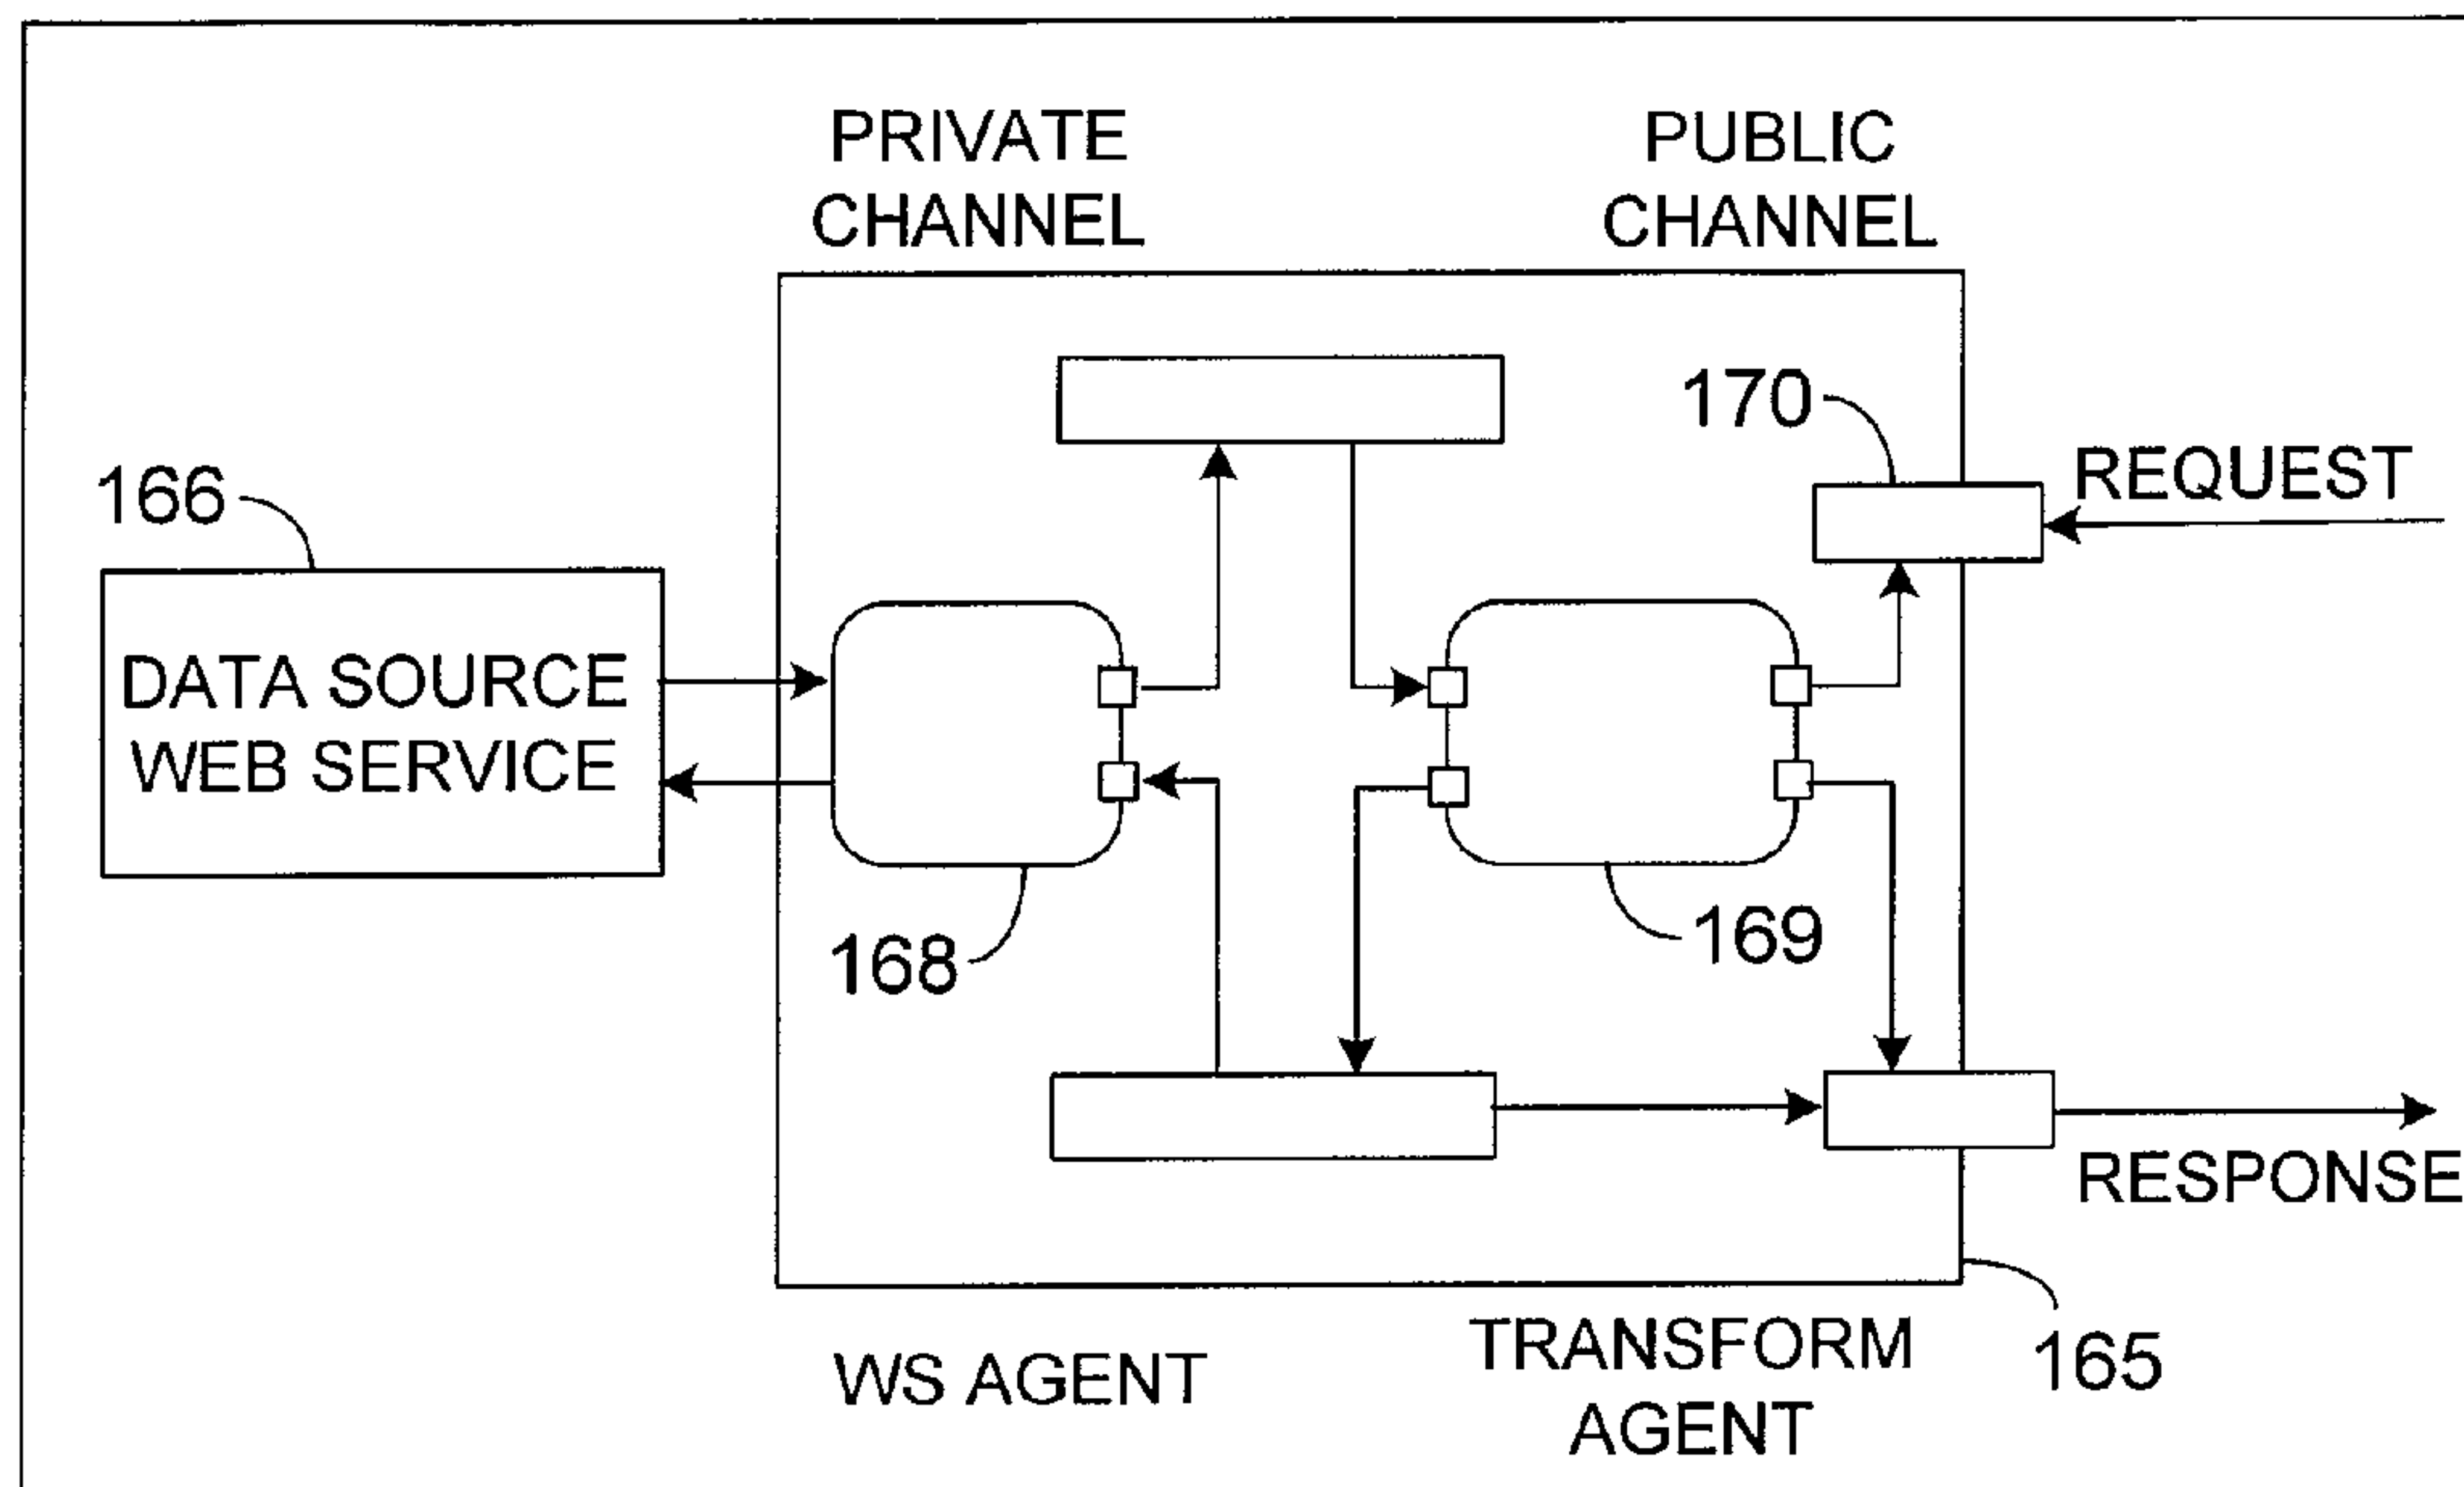 PRIVATE
CHANNEL
PUBLIC
CHANNEL
170
REQUEST
166
DATA SOURCE
WEB SERVICE
168
169
RESPONSE
WS AGENT
TRANSFORM
AGENT
165